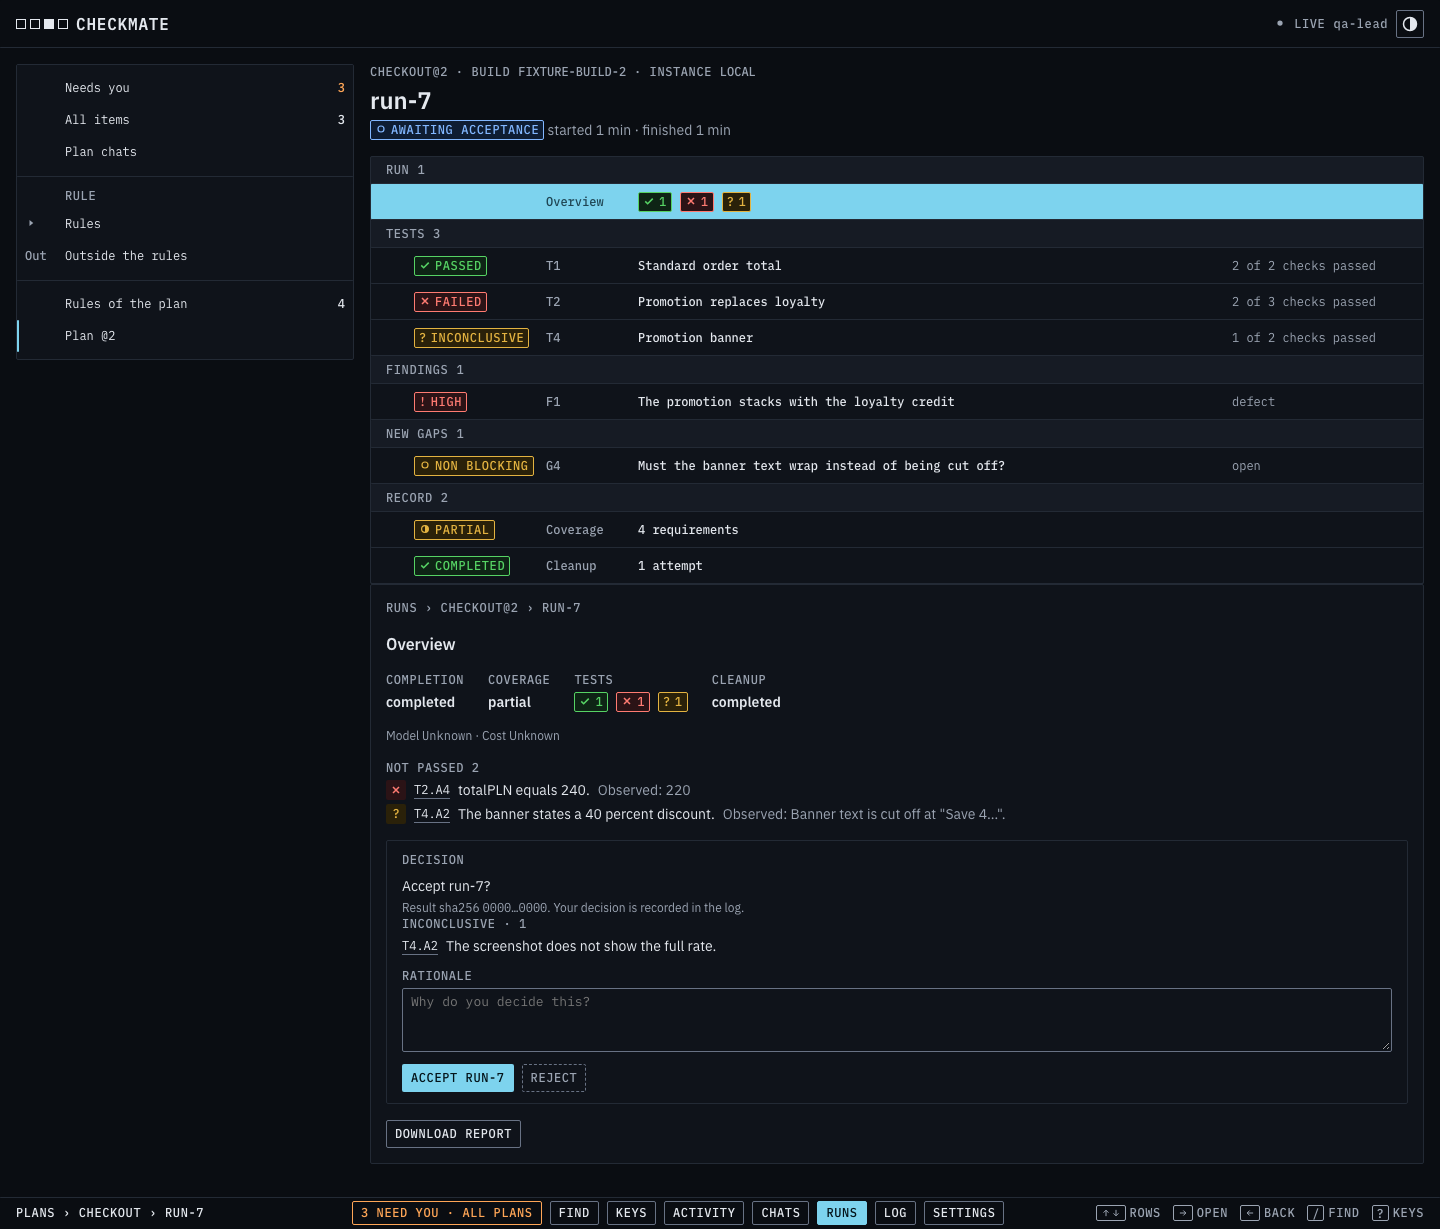 CHECKMATE
LIVE qa-lead
Needs you 3
All items 3
Plan chats
RULE
Rules
Out Outside the rules
Rules of the plan 4
Plan @2
CHECKOUT@2 · BUILD FIXTURE-BUILD-2 · INSTANCE LOCAL
run-7
AWAITING ACCEPTANCE started 1 min · finished 1 min
RUN 1
Overview ✓ 1 × 1 ? 1
TESTS 3
✓ PASSED T1 Standard order total 2 of 2 checks passed
× FAILED T2 Promotion replaces loyalty 2 of 3 checks passed
? INCONCLUSIVE T4 Promotion banner 1 of 2 checks passed
FINDINGS 1
! HIGH F1 The promotion stacks with the loyalty credit defect
NEW GAPS 1
NON BLOCKING G4 Must the banner text wrap instead of being cut off? open
RECORD 2
PARTIAL Coverage 4 requirements
✓ COMPLETED Cleanup 1 attempt
RUNS › CHECKOUT@2 › RUN-7
Overview
COMPLETION COVERAGE TESTS CLEANUP
completed partial ✓ 1 × 1 ? 1 completed
Model Unknown · Cost Unknown
NOT PASSED 2
× T2.A4 totalPLN equals 240. Observed: 220
? T4.A2 The banner states a 40 percent discount. Observed: Banner text is cut off at "Save 4…".
DECISION
Accept run-7?
Result sha256 0000…0000. Your decision is recorded in the log.
INCONCLUSIVE · 1
T4.A2 The screenshot does not show the full rate.
RATIONALE
Why do you decide this?
ACCEPT RUN-7 REJECT
DOWNLOAD REPORT
PLANS › CHECKOUT › RUN-7
3 NEED YOU · ALL PLANS FIND KEYS ACTIVITY CHATS RUNS LOG SETTINGS
↑↓ ROWS → OPEN ← BACK / FIND ? KEYS